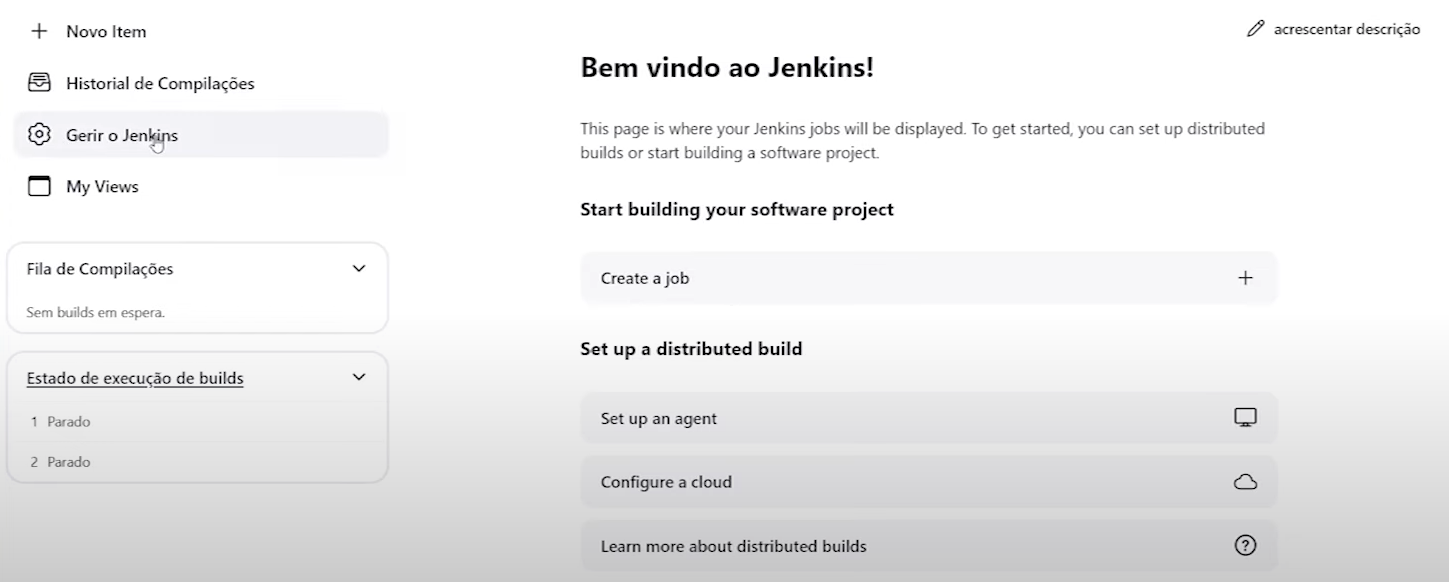 Novo Item
Historial de Compilações
Gerir o Jenkins
My Views
Fila de Compilações
Sem builds em espera.
Estado de execução de builds
1 Parado
2 Parado
acrescentar descrição
Bem vindo ao Jenkins!
This page is where your Jenkins jobs will be displayed. To get started, you can set up distributed
builds or start building a software project.
Start building your software project
Create a job
Set up a distributed build
Set up an agent
Configure a cloud
Learn more about distributed builds